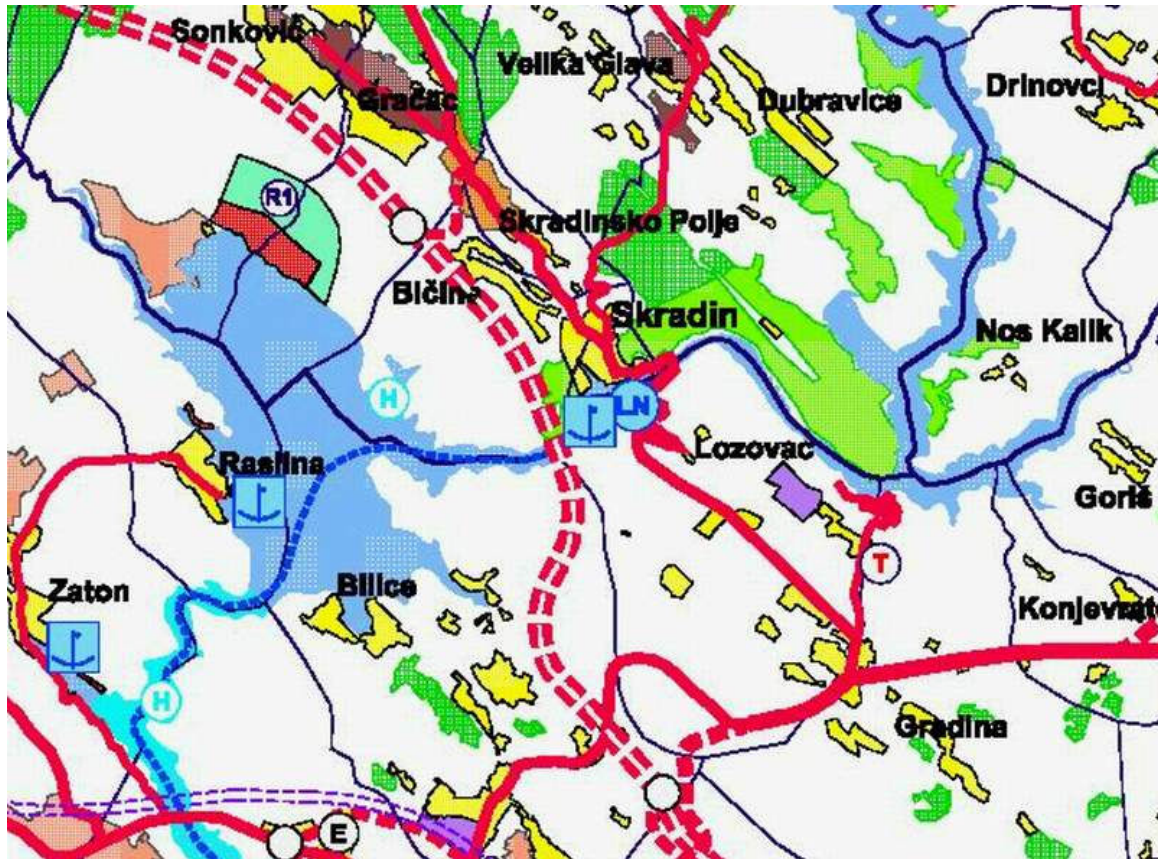 Sonković
Velika Glava
Drinovci
Gračac
Dubravice
R1
Skradinsko Polje
Bićine
Skradin
Nos Kalik
H
LN
Lozovac
Raslina
Goriš
T
Zaton
Bilice
Konjevrate
H
Gradina
E